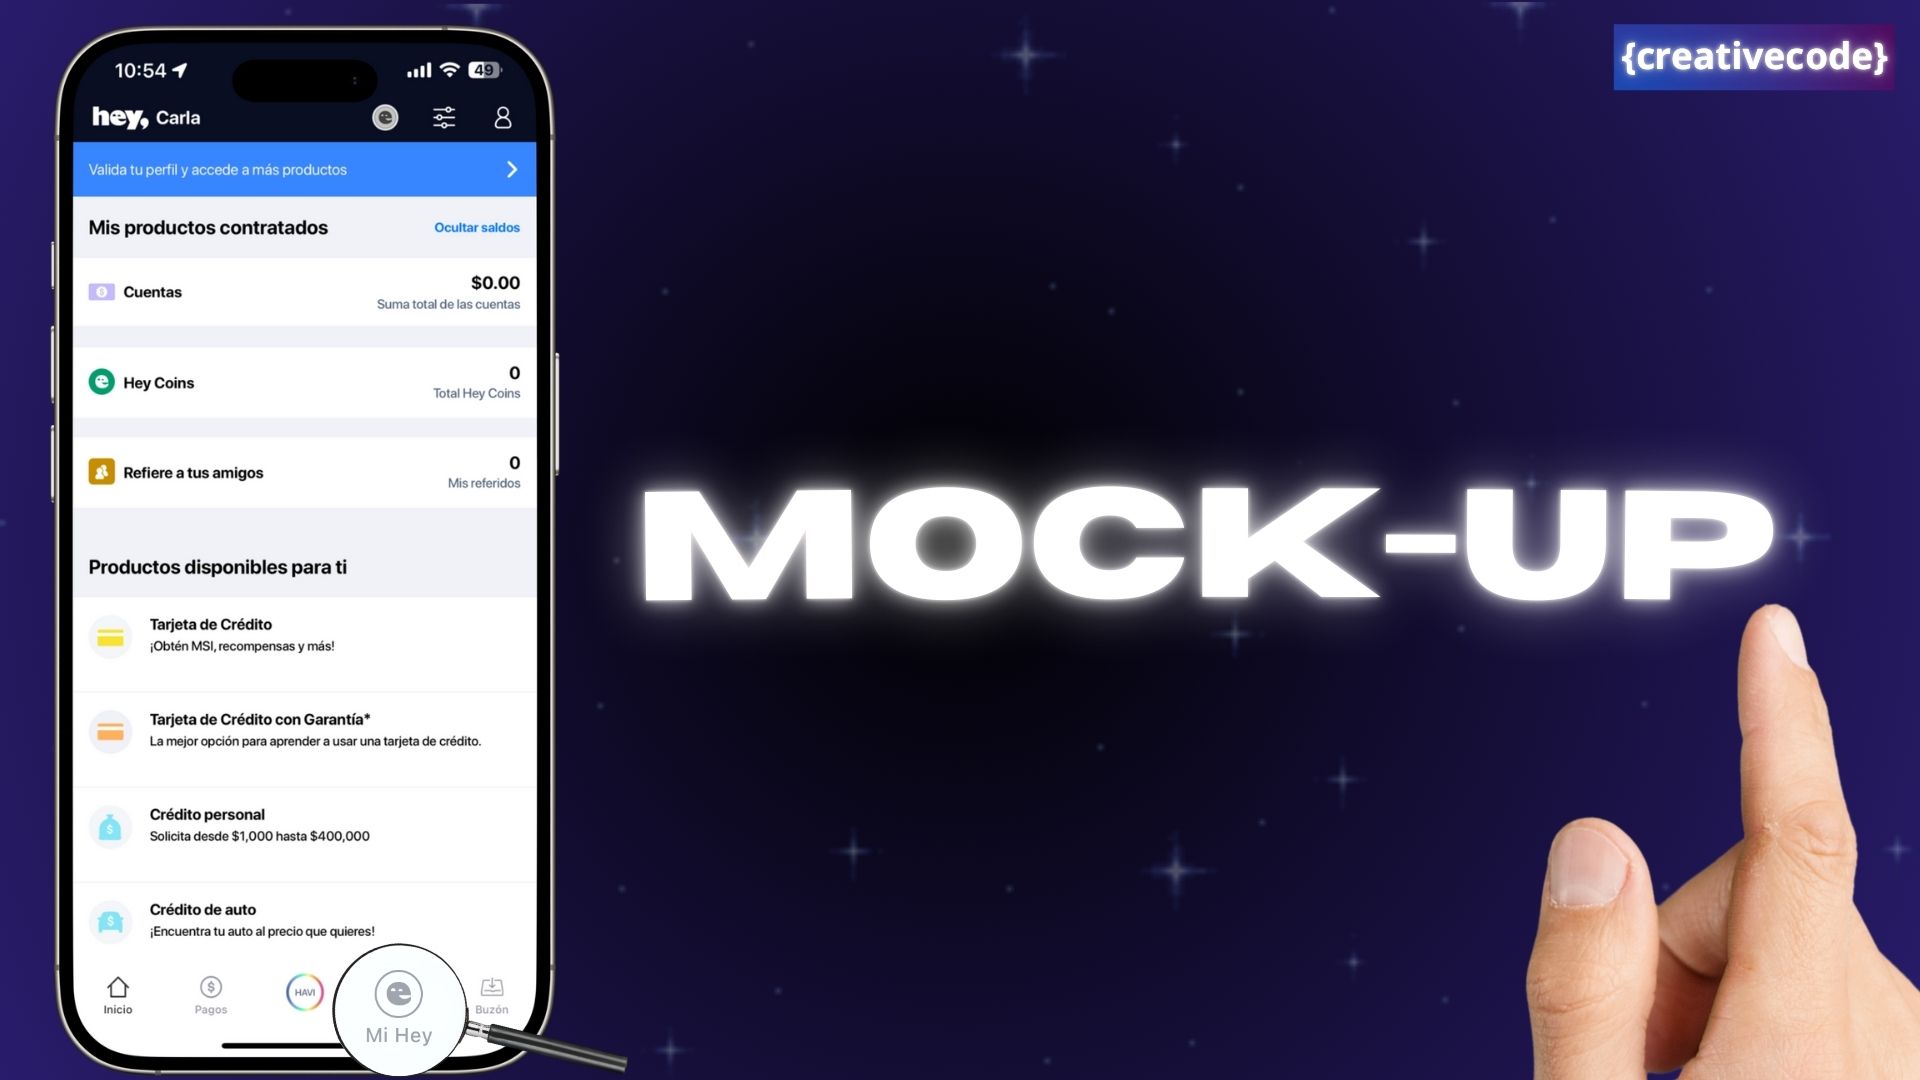 10:54
49
hey, Carla
Valida tu perfil y accede a más productos
Mis productos contratados
Ocultar saldos
Cuentas
$0.00
Suma total de las cuentas
Hey Coins
0
Total Hey Coins
Refiere a tus amigos
0
Mis referidos
Productos disponibles para ti
Tarjeta de Crédito
¡Obtén MSI, recompensas y más!
Tarjeta de Crédito con Garantía*
La mejor opción para aprender a usar una tarjeta de crédito.
Crédito personal
Solicita desde $1,000 hasta $400,000
Crédito de auto
¡Encuentra tu auto al precio que quieres!
Inicio
Pagos
HAVI
Mi Hey
Buzón
MOCK-UP
{creativecode}